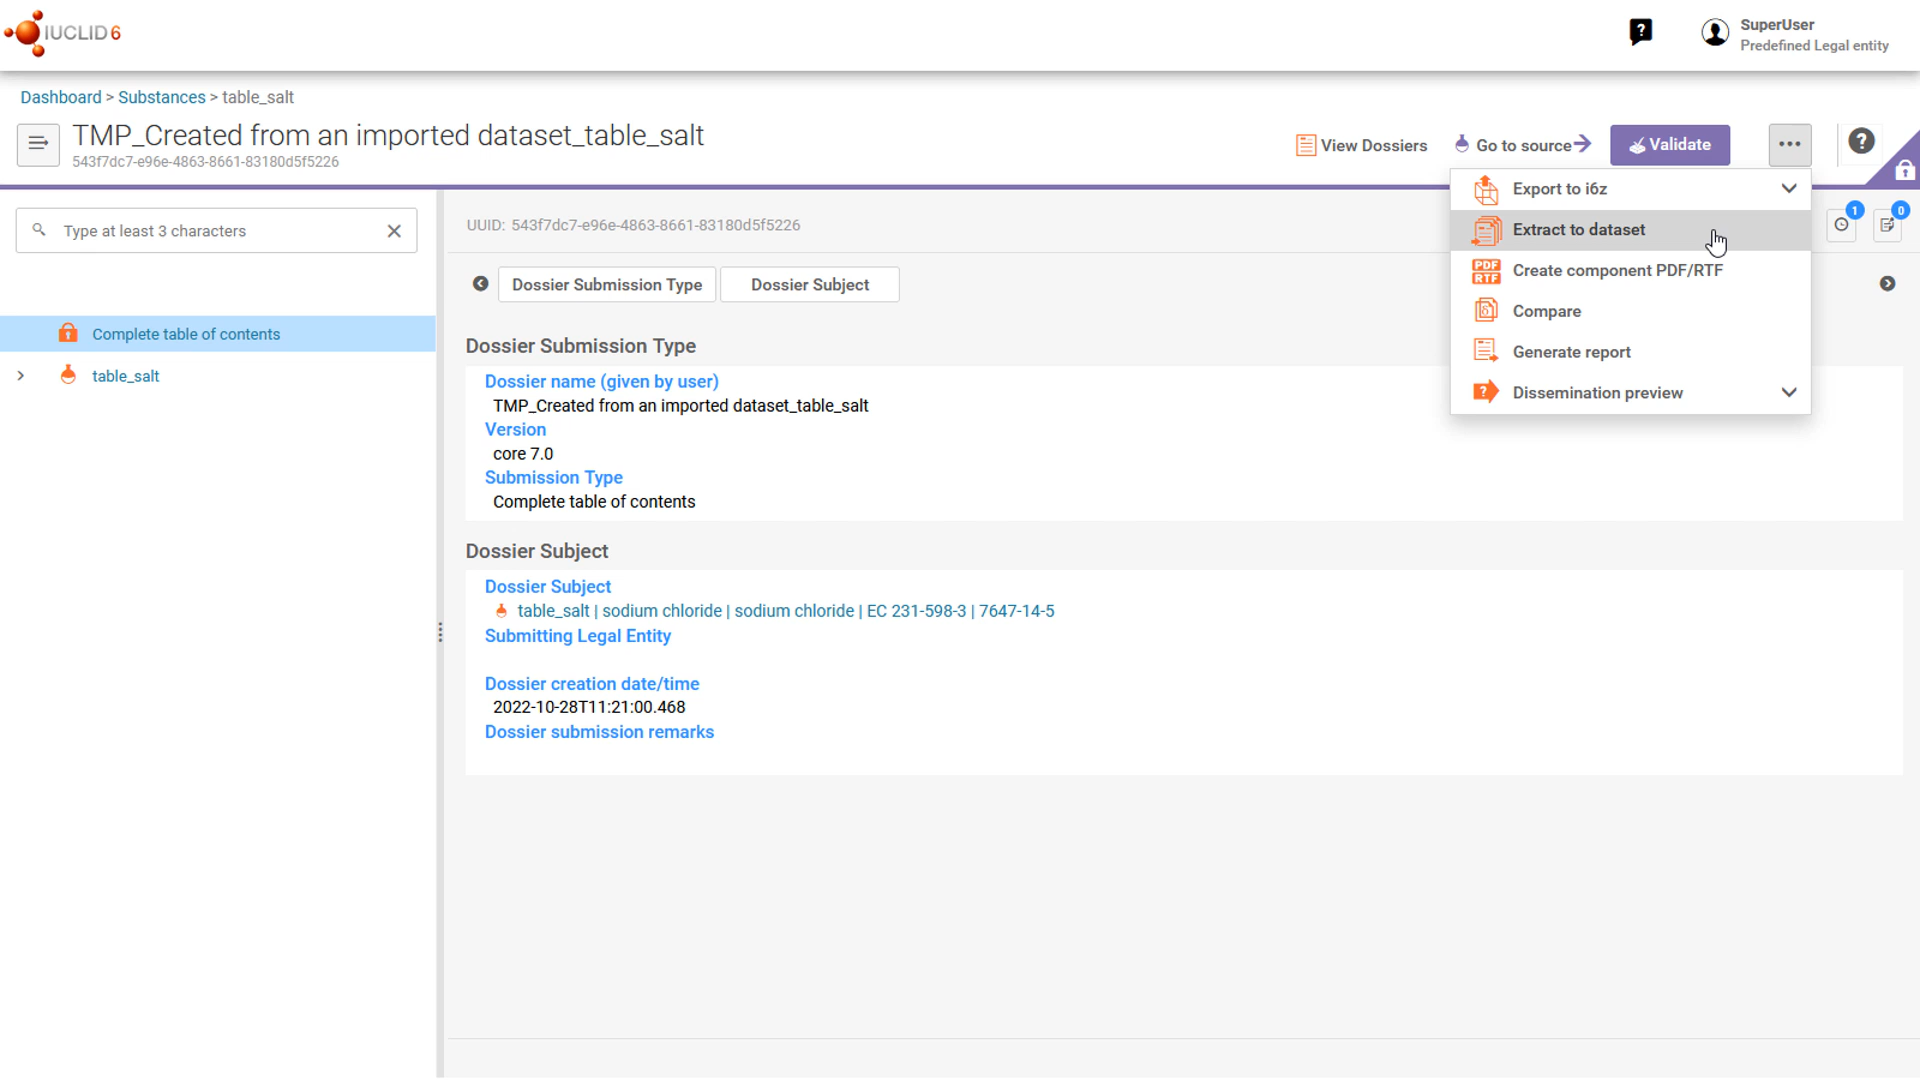 IUCLID 6
SuperUser
Predefined Legal entity
Dashboard > Substances > table_salt
TMP_Created from an imported dataset_table_salt
543f7dc7-e96e-4863-8661-83180d5f5226
View Dossiers
Go to source
Validate
Export to i6z
Extract to dataset
PDF RTF Create component PDF/RTF
Compare
Generate report
Dissemination preview
1
0
Type at least 3 characters
Complete table of contents
table_salt
UUID: 543f7dc7-e96e-4863-8661-83180d5f5226
Dossier Submission Type
Dossier Subject
Dossier Submission Type
Dossier name (given by user)
TMP_Created from an imported dataset_table_salt
Version
core 7.0
Submission Type
Complete table of contents
Dossier Subject
Dossier Subject
table_salt | sodium chloride | sodium chloride | EC 231-598-3 | 7647-14-5
Submitting Legal Entity
Dossier creation date/time
2022-10-28T11:21:00.468
Dossier submission remarks